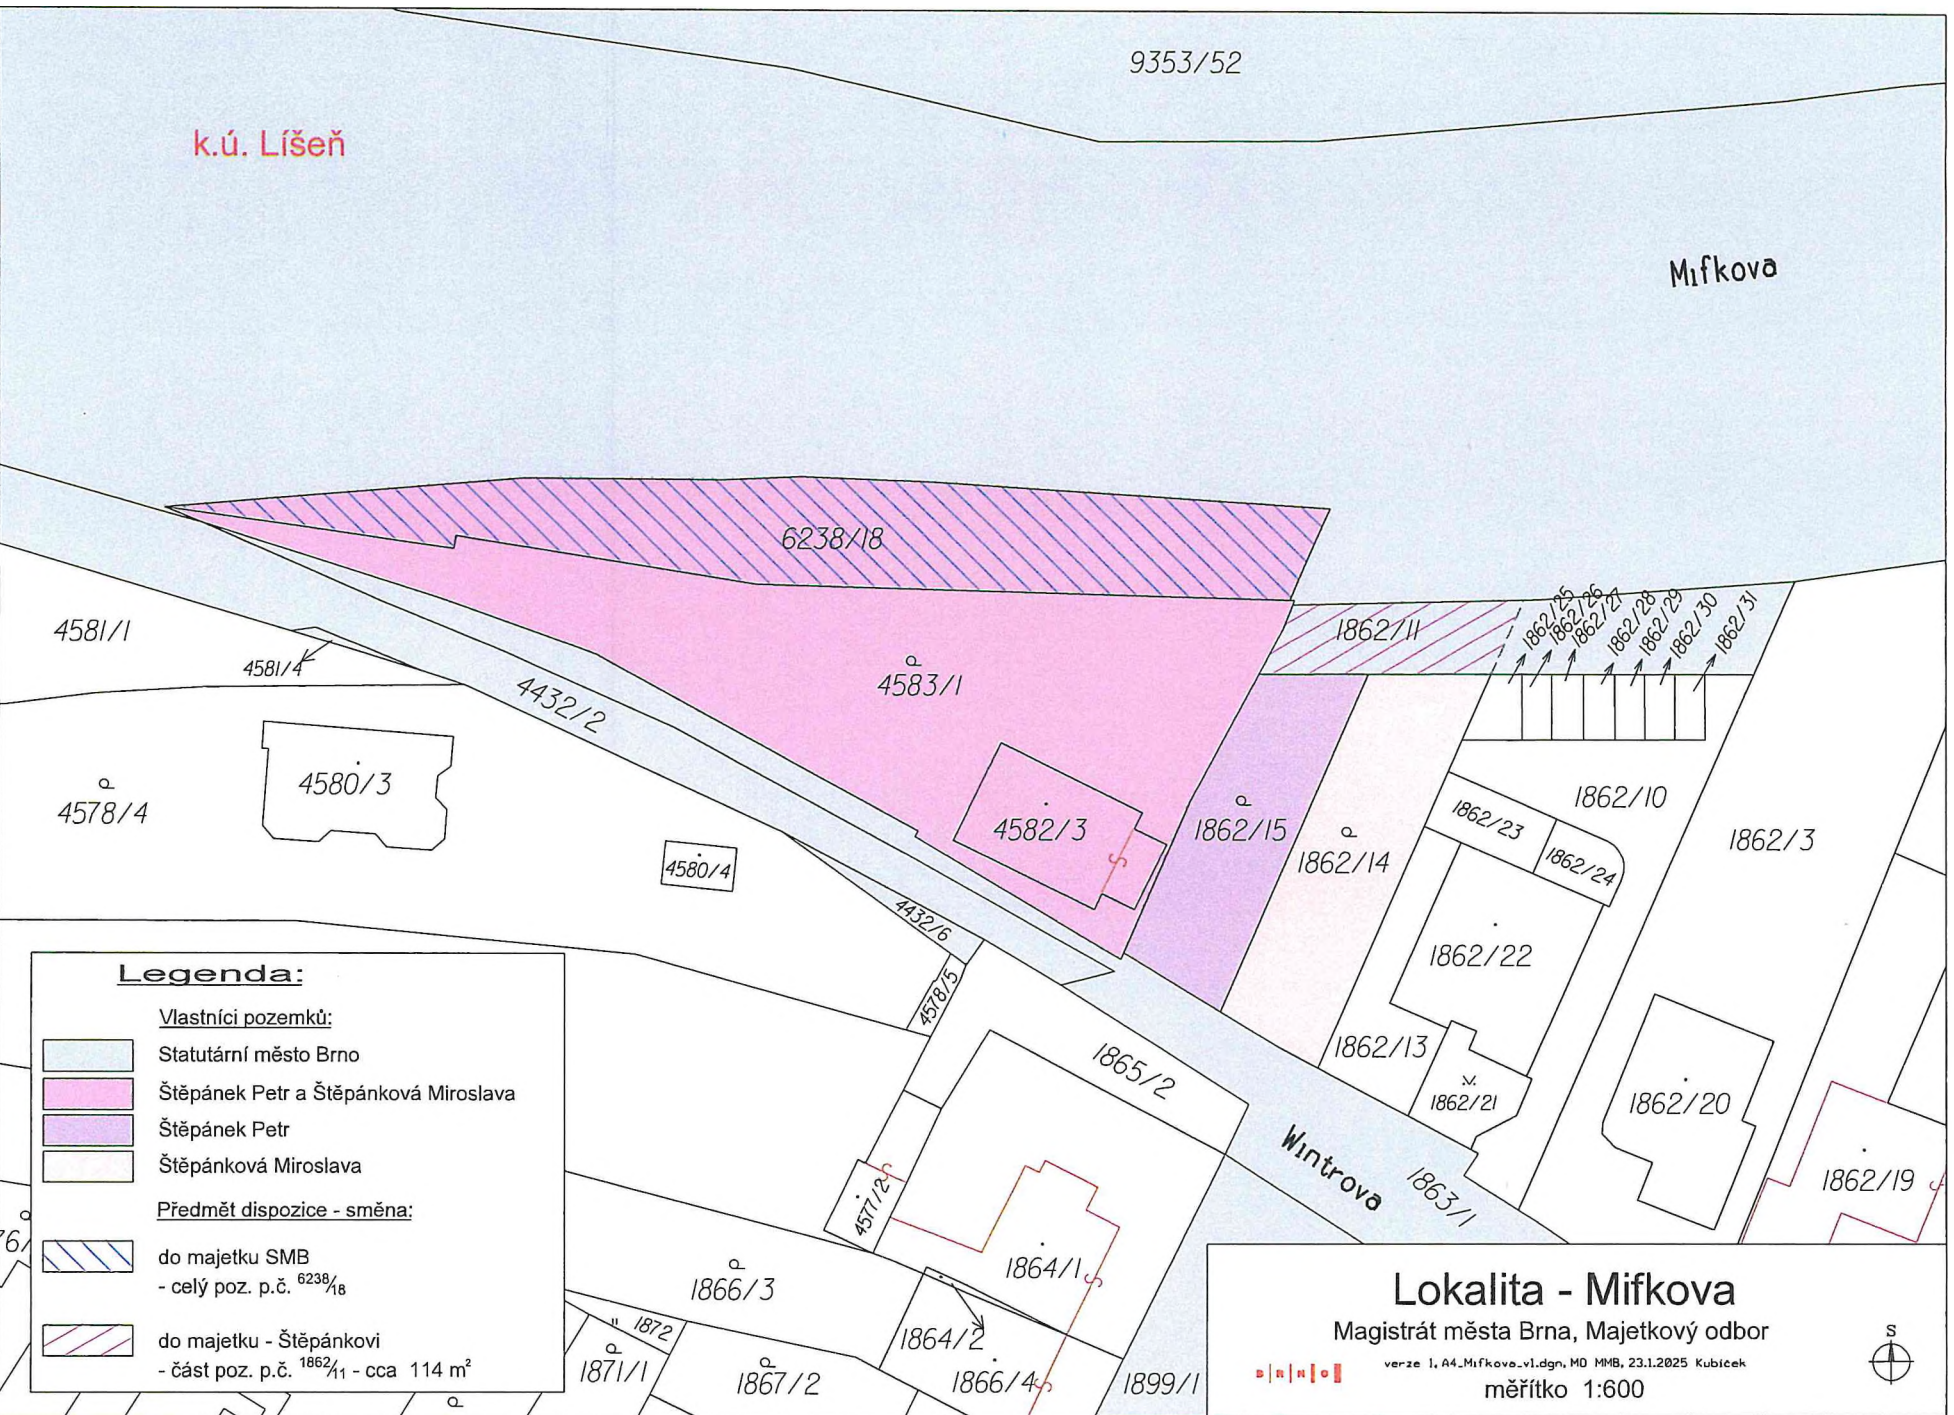 9353/52
k.ú. Líšeň
Mifkova
6238/18
1862/11
1862/25
1862/26
1862/27
1862/28
1862/29
1862/30
1862/31
4581/1
4581/4
4583/1
4432/2
4580/3
4578/4
4582/3
1862/15
1862/14
1862/10
1862/23
1862/24
1862/3
4580/4
4432/6
1862/22
4578/5
1862/13
1865/2
1862/21
1862/20
Wintrova
1863/1
1862/19
4577/2
1864/1
1866/3
1864/2
1872
1871/1
1867/2
1866/4
1899/1
76/
Legenda:
Vlastníci pozemků:
Statutární město Brno
Štěpánek Petr a Štěpánková Miroslava
Štěpánek Petr
Štěpánková Miroslava
Předmět dispozice - směna:
do majetku SMB
- celý poz. p.č. 6238/18
do majetku - Štěpánkovi
- část poz. p.č. 1862/11 - cca 114 m²
Lokalita - Mifkova
Magistrát města Brna, Majetkový odbor
B|R|N|O
verze 1, A4_Mifkova_v1.dgn, MO MMB, 23.1.2025 Kubíček
měřítko 1:600
S